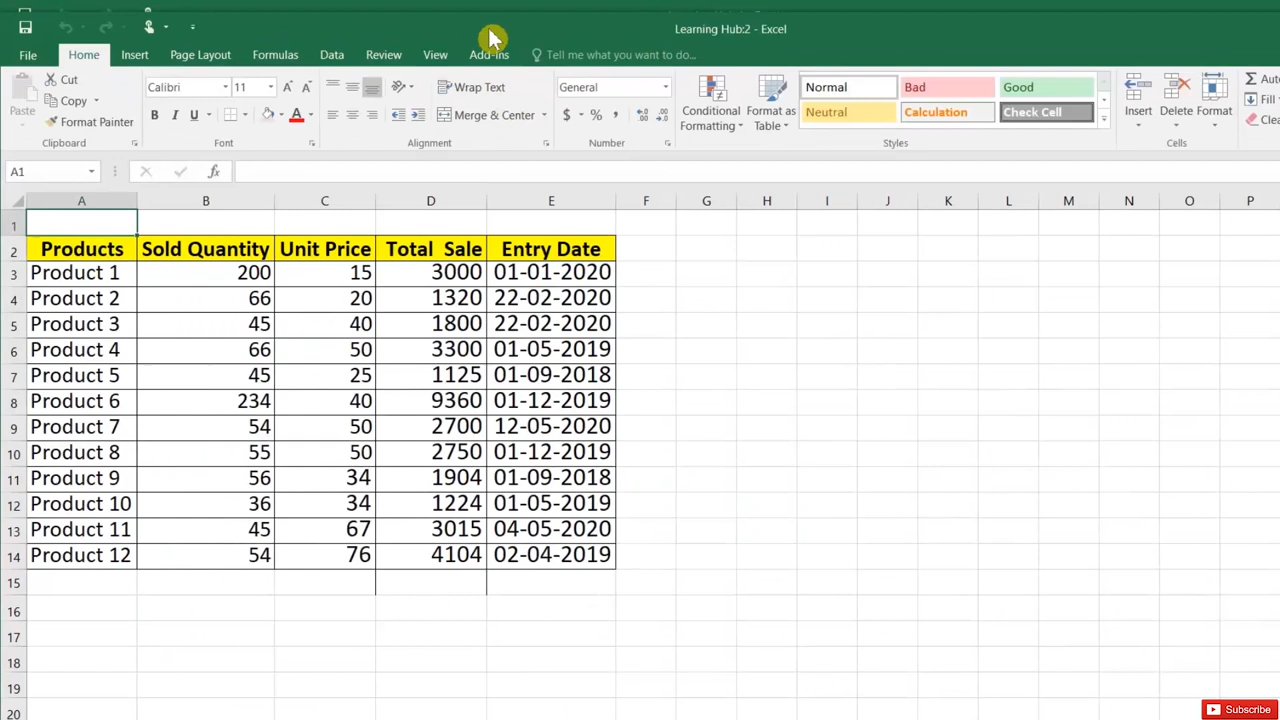 Learning Hub:2 - Excel
File Home Insert Page Layout Formulas Data Review View Add-ins Tell me what you want to do...
Paste Cut Calibri 11 Wrap Text General Conditional Formatting Format as Table Normal Bad Good Insert Delete Format Auto
Copy Merge & Center $ % Neutral Calculation Check Cell Fill
Format Painter B I U Clea
Clipboard Font Alignment Number Styles Cells
A1 fx
A B C D E F G H I J K L M N O P
1
2 Products Sold Quantity Unit Price Total Sale Entry Date
3 Product 1 200 15 3000 01-01-2020
4 Product 2 66 20 1320 22-02-2020
5 Product 3 45 40 1800 22-02-2020
6 Product 4 66 50 3300 01-05-2019
7 Product 5 45 25 1125 01-09-2018
8 Product 6 234 40 9360 01-12-2019
9 Product 7 54 50 2700 12-05-2020
10 Product 8 55 50 2750 01-12-2019
11 Product 9 56 34 1904 01-09-2018
12 Product 10 36 34 1224 01-05-2019
13 Product 11 45 67 3015 04-05-2020
14 Product 12 54 76 4104 02-04-2019
15
16
17
18
19
20
Subscribe